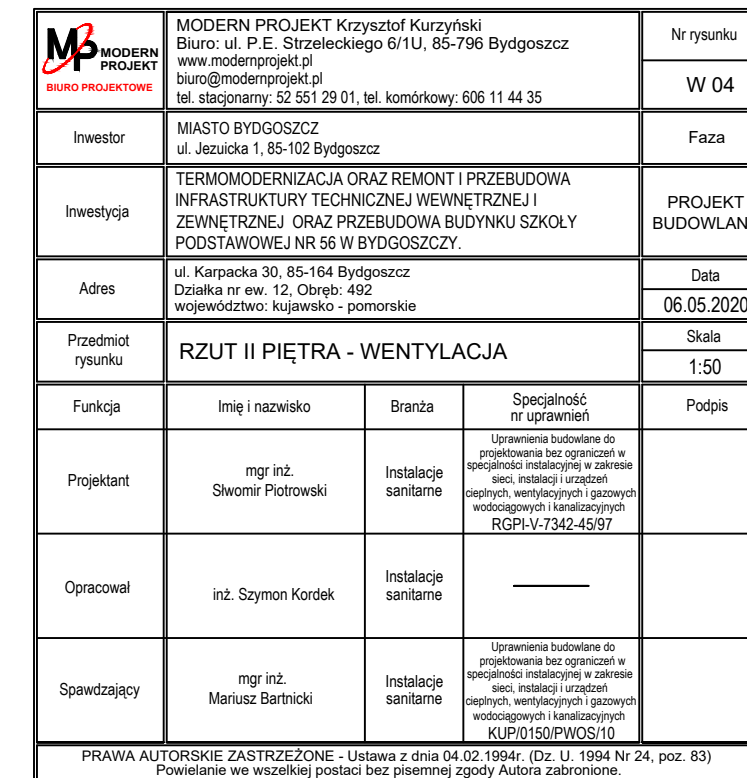 MP MODERN
PROJEKT
BIURO PROJEKTOWE
MODERN PROJEKT Krzysztof Kurzyński
Biuro: ul. P.E. Strzeleckiego 6/1U, 85-796 Bydgoszcz
www.modernprojekt.pl
biuro@modernprojekt.pl
tel. stacjonarny: 52 551 29 01, tel. komórkowy: 606 11 44 35
Nr rysunku
W 04
Inwestor
MIASTO BYDGOSZCZ
ul. Jezuicka 1, 85-102 Bydgoszcz
Faza
Inwestycja
TERMOMODERNIZACJA ORAZ REMONT I PRZEBUDOWA
INFRASTRUKTURY TECHNICZNEJ WEWNĘTRZNEJ I
ZEWNĘTRZNEJ ORAZ PRZEBUDOWA BUDYNKU SZKOŁY
PODSTAWOWEJ NR 56 W BYDGOSZCZY.
PROJEKT
BUDOWLAN
Adres
ul. Karpacka 30, 85-164 Bydgoszcz
Działka nr ew. 12, Obręb: 492
województwo: kujawsko - pomorskie
Data
06.05.2020
Przedmiot
rysunku
RZUT II PIĘTRA - WENTYLACJA
Skala
1:50
Funkcja
Imię i nazwisko
Branża
Specjalność
nr uprawnień
Podpis
Projektant
mgr inż.
Słwomir Piotrowski
Instalacje
sanitarne
Uprawnienia budowlane do
projektowania bez ograniczeń w
specjalności instalacyjnej w zakresie
sieci, instalacji i urządzeń
cieplnych, wentylacyjnych i gazowych
wodociągowych i kanalizacyjnych
RGPI-V-7342-45/97
Opracował
inż. Szymon Kordek
Instalacje
sanitarne
Spawdzający
mgr inż.
Mariusz Bartnicki
Instalacje
sanitarne
Uprawnienia budowlane do
projektowania bez ograniczeń w
specjalności instalacyjnej w zakresie
sieci, instalacji i urządzeń
cieplnych, wentylacyjnych i gazowych
wodociągowych i kanalizacyjnych
KUP/0150/PWOS/10
PRAWA AUTORSKIE ZASTRZEŻONE - Ustawa z dnia 04.02.1994r. (Dz. U. 1994 Nr 24, poz. 83)
Powielanie we wszelkiej postaci bez pisemnej zgody Autora zabronione.